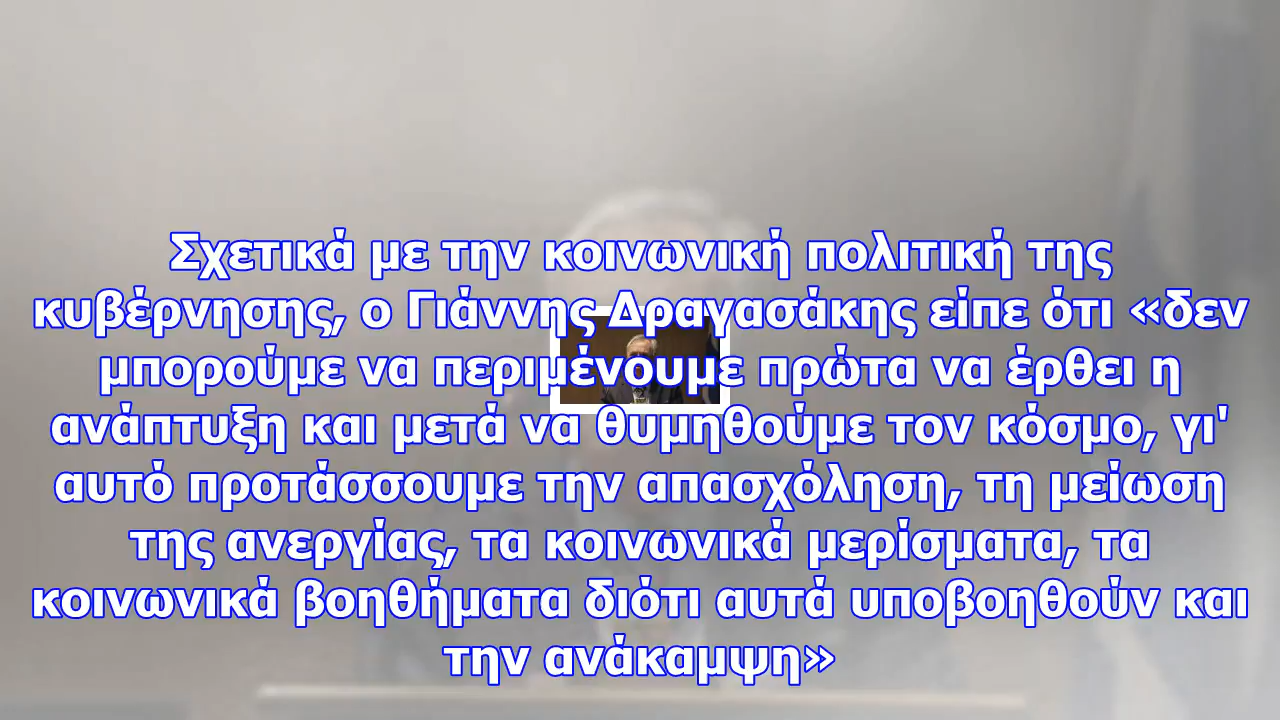 Σχετικά με την κοινωνική πολιτική της
κυβέρνησης, ο Γιάννης Δραγασάκης είπε ότι «δεν
μπορούμε να περιμένουμε πρώτα να έρθει η
ανάπτυξη και μετά να θυμηθούμε τον κόσμο, γι'
αυτό προτάσσουμε την απασχόληση, τη μείωση
της ανεργίας, τα κοινωνικά μερίσματα, τα
κοινωνικά βοηθήματα διότι αυτά υποβοηθούν και
την ανάκαμψη»